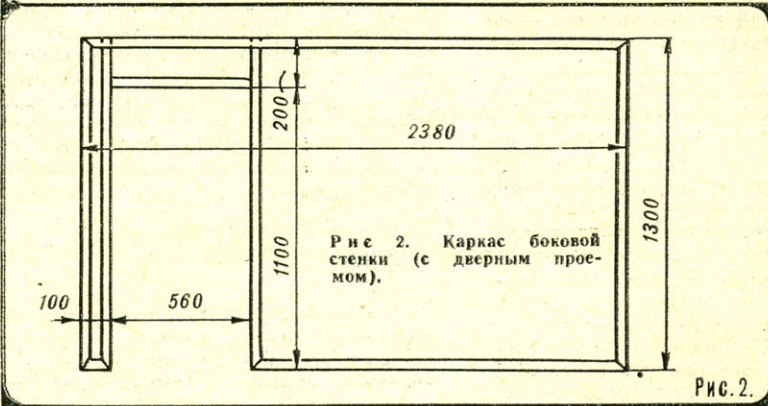 200
2380
1100
1300
Рис 2. Каркас боковой
стенки (с дверным прое-
мом).
100
560
Рис. 2.